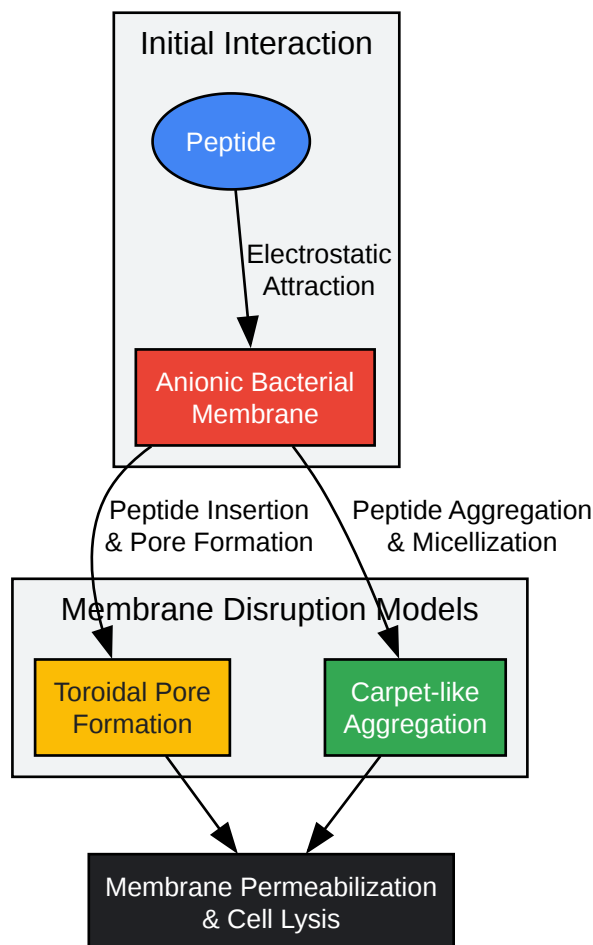 Initial Interaction
Peptide
Electrostatic
Attraction
Anionic Bacterial
Membrane
Peptide Insertion
& Pore Formation
Peptide Aggregation
& Micellization
Membrane Disruption Models
Toroidal Pore
Formation
Carpet-like
Aggregation
Membrane Permeabilization
& Cell Lysis